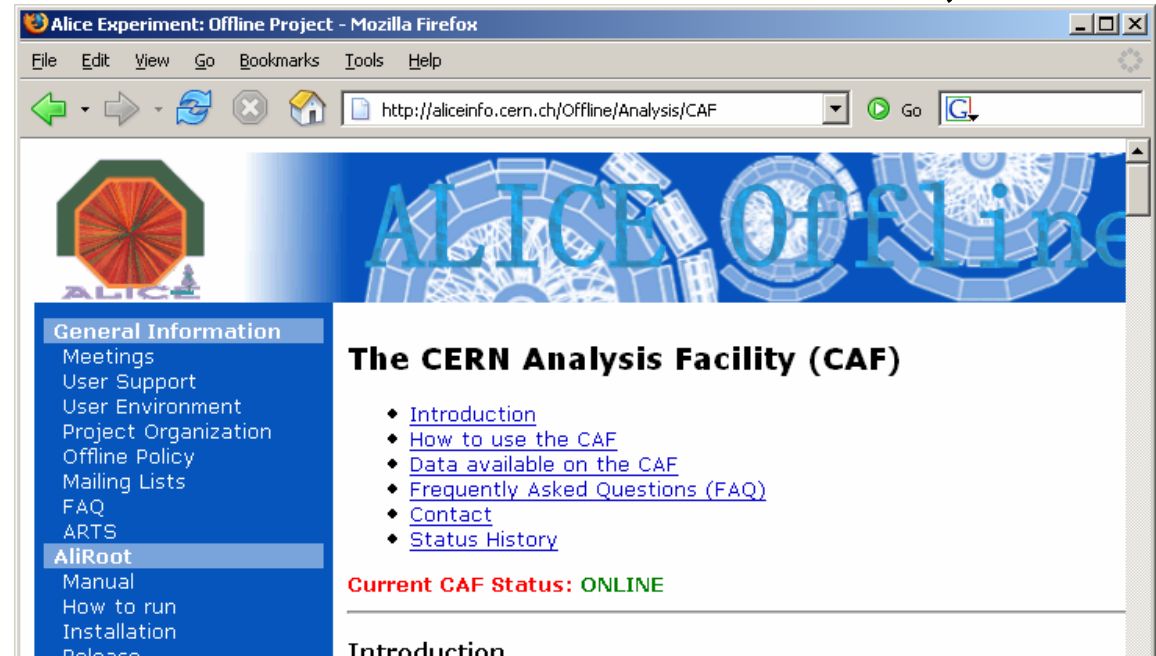 Alice Experiment: Offline Project - Mozilla Firefox
File Edit View Go Bookmarks Tools Help
http://aliceinfo.cern.ch/Offline/Analysis/CAF Go G
ALICE Offline
ALICE
General Information
Meetings
User Support
User Environment
Project Organization
Offline Policy
Mailing Lists
FAQ
ARTS
AliRoot
Manual
How to run
Installation
Release
The CERN Analysis Facility (CAF)
Introduction
How to use the CAF
Data available on the CAF
Frequently Asked Questions (FAQ)
Contact
Status History
Current CAF Status: ONLINE
Introduction